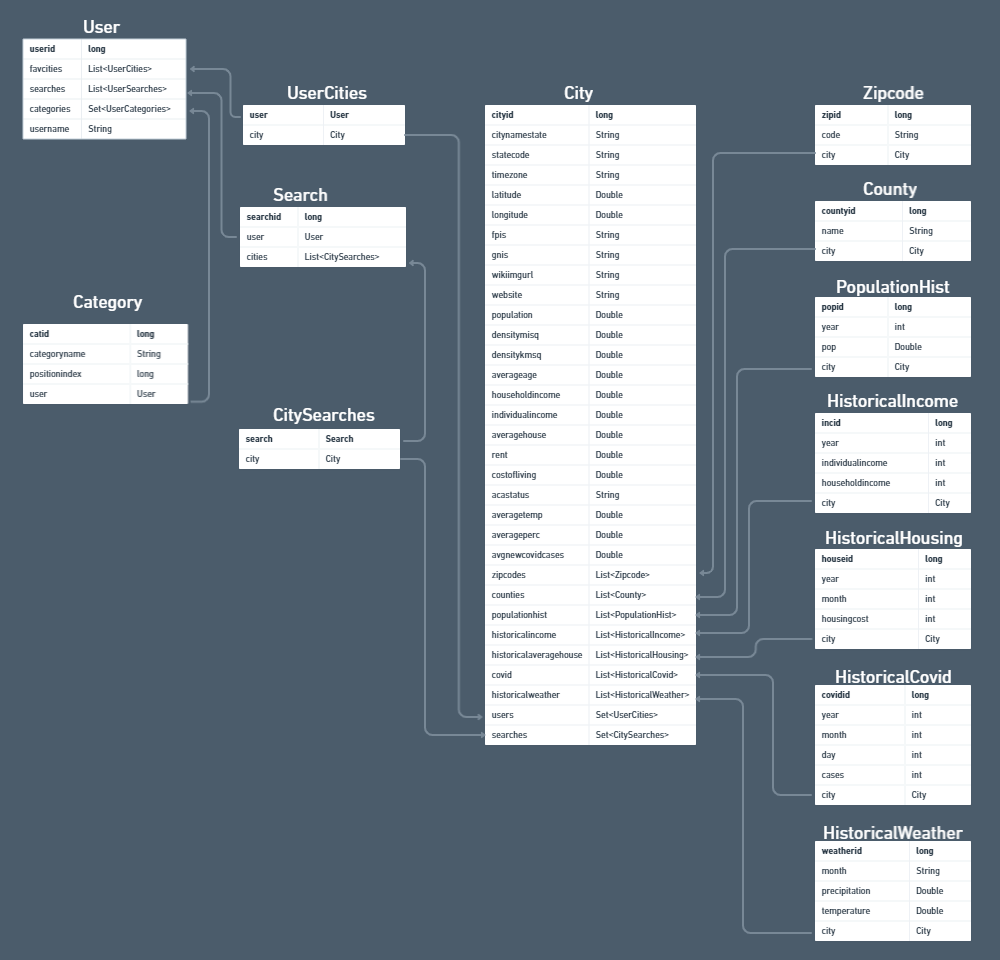 User
userid long
favcities List<UserCities>
searches List<UserSearches>
categories Set<UserCategories>
username String
UserCities
user User
city City
Search
searchid long
user User
cities List<CitySearches>
Category
catid long
categoryname String
positionindex long
user User
CitySearches
search Search
city City
City
cityid long
citynamestate String
statecode String
timezone String
latitude Double
longitude Double
fpis String
gnis String
wikiimgurl String
website String
population Double
densitymisq Double
densitykmsq Double
averageage Double
householdincome Double
individualincome Double
averagehouse Double
rent Double
costofliving Double
acastatus String
averagetemp Double
averageperc Double
avgnewcovidcases Double
zipcodes List<Zipcode>
counties List<County>
populationhist List<PopulationHist>
historicalincome List<HistoricalIncome>
historicalaveragehouse List<HistoricalHousing>
covid List<HistoricalCovid>
historicalweather List<HistoricalWeather>
users Set<UserCities>
searches Set<CitySearches>
Zipcode
zipid long
code String
city City
County
countyid long
name String
city City
PopulationHist
popid long
year int
pop Double
city City
HistoricalIncome
incid long
year int
individualincome int
householdincome int
city City
HistoricalHousing
houseid long
year int
month int
housingcost int
city City
HistoricalCovid
covidid long
year int
month int
day int
cases int
city City
HistoricalWeather
weatherid long
month String
precipitation Double
temperature Double
city City